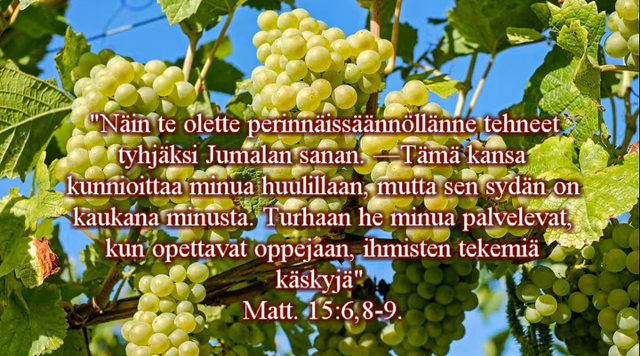 "Näin te olette perinnäissäännöllänne tehneet
tyhjäksi Jumalan sanan. —Tämä kansa
kunnioittaa minua huulillaan, mutta sen sydän on
kaukana minusta. Turhaan he minua palvelevat,
kun opettavat oppejaan, ihmisten tekemiä
käskyjä"
Matt. 15:6,8-9.